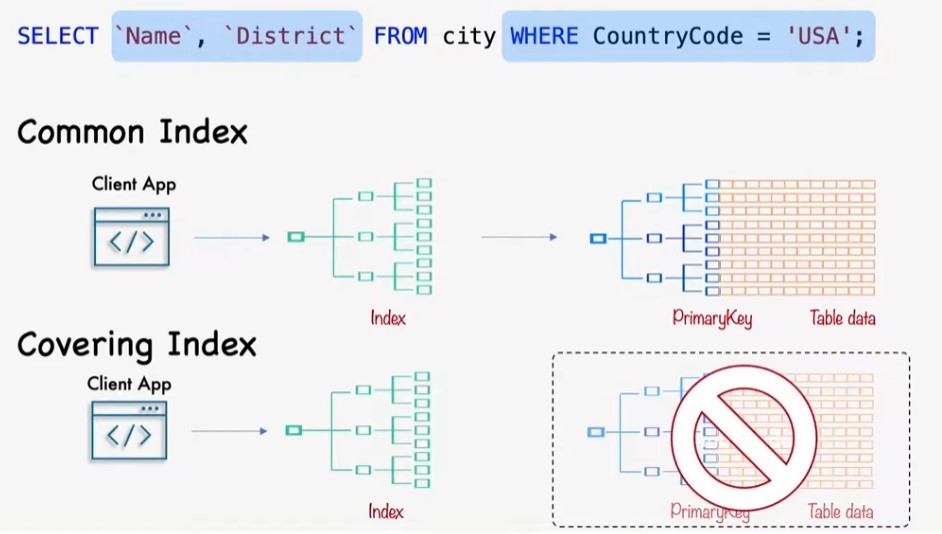 SELECT `Name`, `District` FROM city WHERE CountryCode = 'USA';
Common Index
Client App
</>
Index
PrimaryKey
Table data
Covering Index
Client App
</>
Index
PrimaryKey
Table data